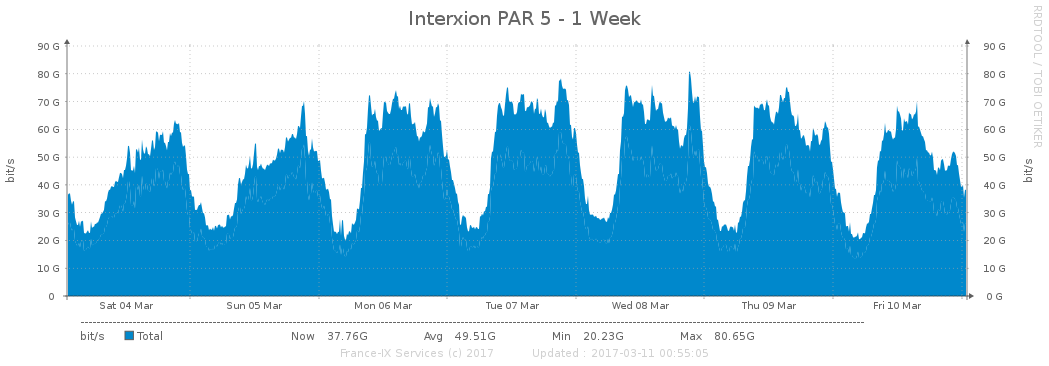 Interxion PAR 5 - 1 Week
RRDTOOL / TOBI OETIKER
bit/s
90 G 90 G
80 G 80 G
70 G 70 G
60 G 60 G
50 G 50 G
40 G 40 G
30 G 30 G
20 G 20 G
10 G 10 G
0 0 G
bit/s
Sat 04 Mar Sun 05 Mar Mon 06 Mar Tue 07 Mar Wed 08 Mar Thu 09 Mar Fri 10 Mar
bit/s Total Now 37.76G Avg 49.51G Min 20.23G Max 80.65G
France-IX Services (c) 2017 Updated : 2017-03-11 00:55:05